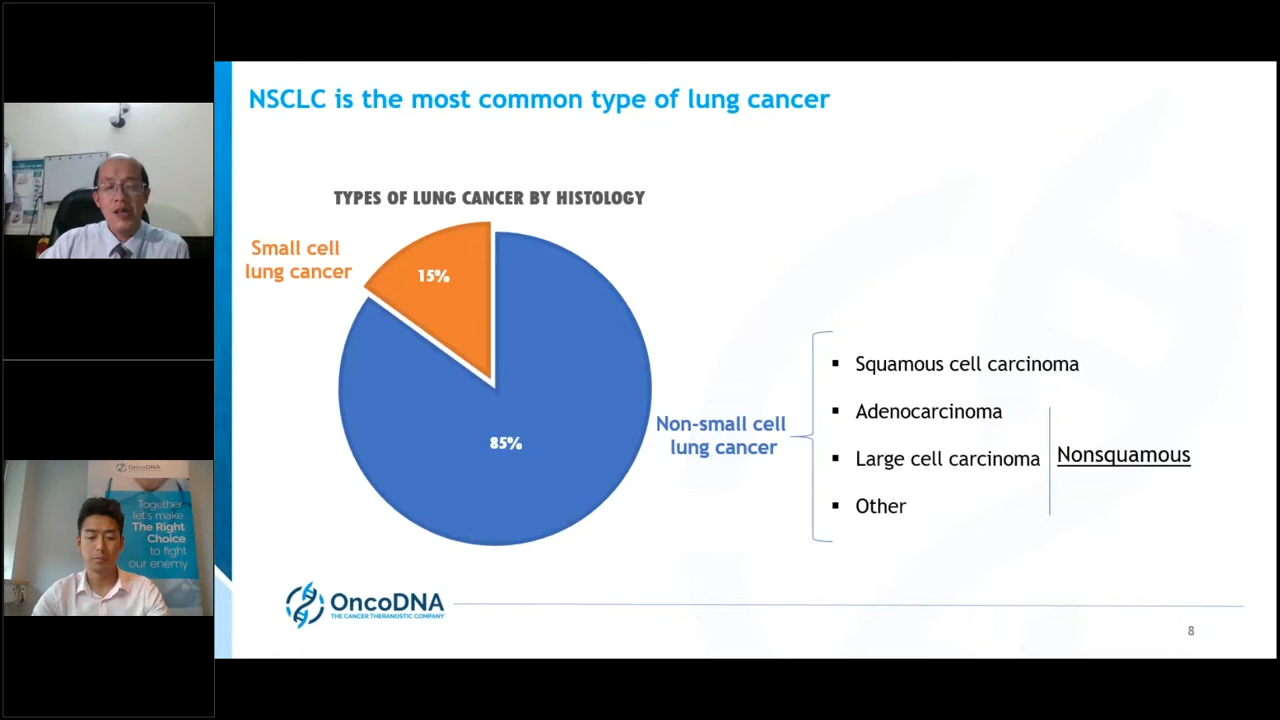 NSCLC is the most common type of lung cancer
TYPES OF LUNG CANCER BY HISTOLOGY
Small cell
lung cancer
15%
85%
Non-small cell
lung cancer
▪ Squamous cell carcinoma
▪ Adenocarcinoma
▪ Large cell carcinoma
▪ Other
Nonsquamous
OncoDNA
THE CANCER THERANOSTIC COMPANY
8
OncoDNA
Together
let's make
The Right
Choice
to fight
our enemy